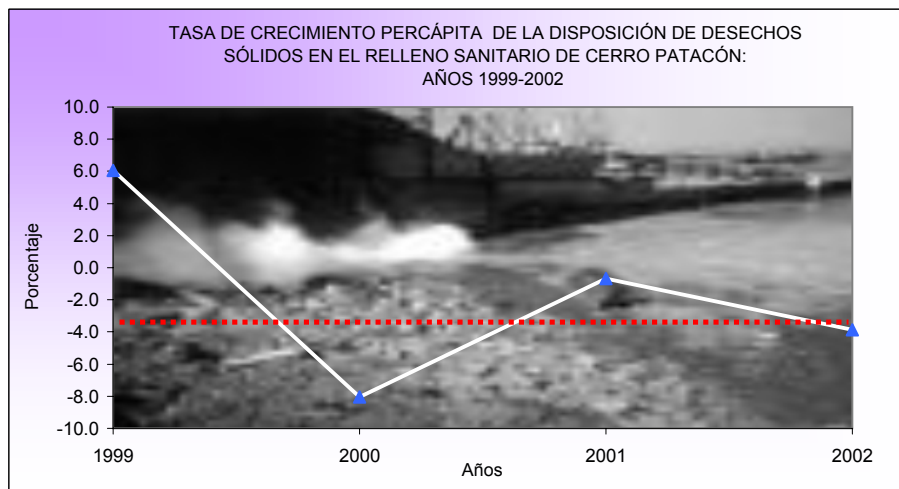 TASA DE CRECIMIENTO PERCÁPITA DE LA DISPOSICIÓN DE DESECHOS
SÓLIDOS EN EL RELLENO SANITARIO DE CERRO PATACÓN:
AÑOS 1999-2002
Porcentaje
10.0
8.0
6.0
4.0
2.0
0.0
-2.0
-4.0
-6.0
-8.0
-10.0
1999 2000 2001 2002
Años